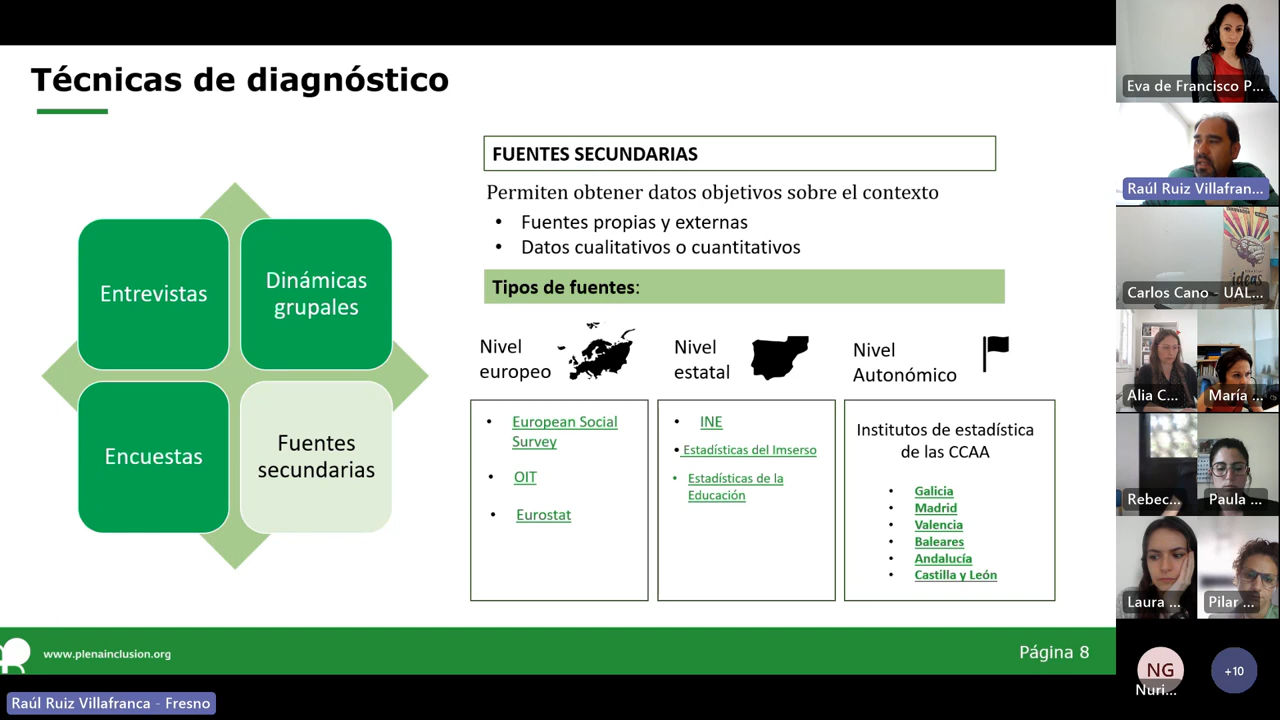 Técnicas de diagnóstico
Entrevistas
Dinámicas
grupales
Encuestas
Fuentes
secundarias
FUENTES SECUNDARIAS
Permiten obtener datos objetivos sobre el contexto
• Fuentes propias y externas
• Datos cualitativos o cuantitativos
Tipos de fuentes:
Nivel
europeo
• European Social
Survey
• OIT
• Eurostat
Nivel
estatal
• INE
• Estadísticas del Imserso
• Estadísticas de la
Educación
Nivel
Autonómico
Institutos de estadística
de las CCAA
• Galicia
• Madrid
• Valencia
• Baleares
• Andalucía
• Castilla y León
www.plenainclusion.org
Página 8
Raúl Ruiz Villafranca - Fresno
Eva de Francisco P...
Raúl Ruiz Villafran...
ideas
Carlos Cano - UAL...
Alia C...
María ...
Rebec...
Paula ...
Laura ...
Pilar ...
NG
Nuri...
+10